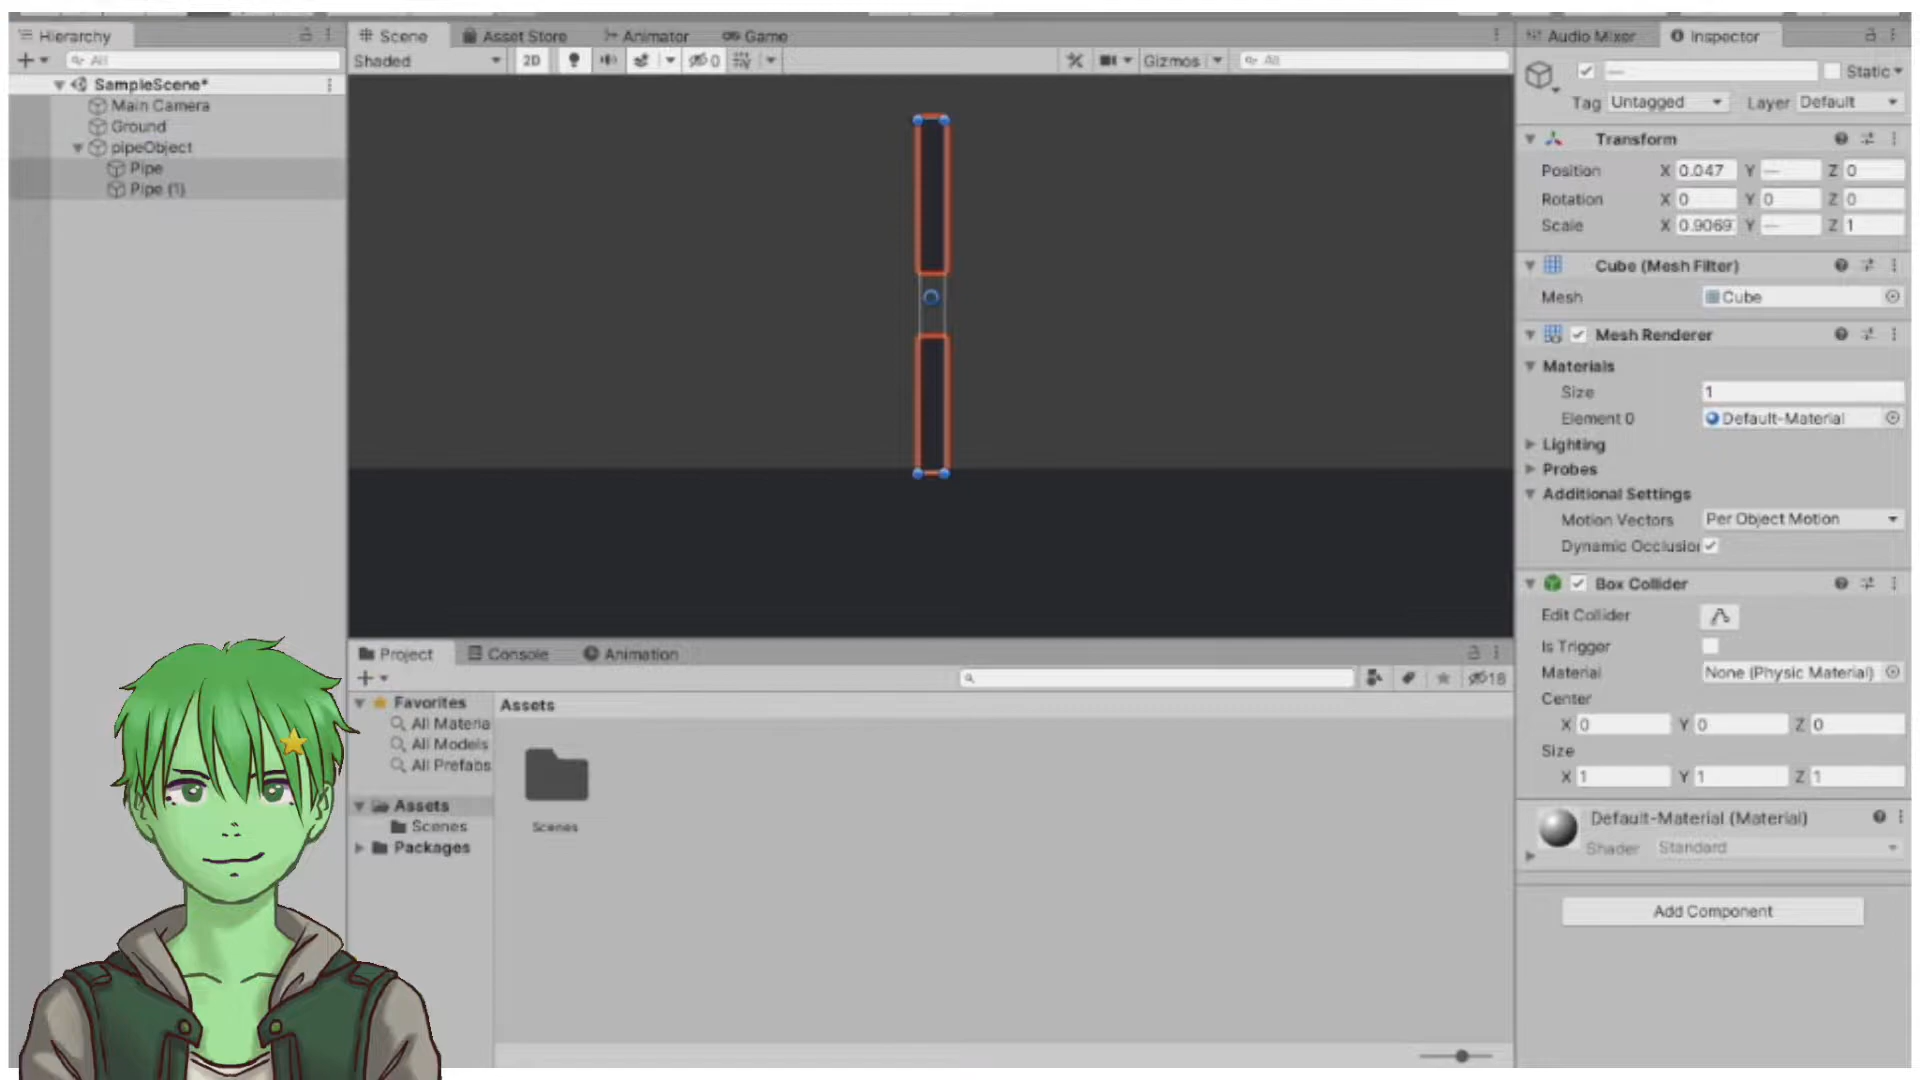 Hierarchy
All
SampleScene*
Main Camera
Ground
pipeObject
Pipe
Pipe (1)
Scene
Asset Store
Animator
Game
Shaded
2D
0
Gizmos
All
Audio Mixer
Inspector
—
Static
Tag Untagged
Layer Default
Transform
Position X 0.047 Y — Z 0
Rotation X 0 Y 0 Z 0
Scale X 0.9069 Y — Z 1
Cube (Mesh Filter)
Mesh Cube
Mesh Renderer
Materials
Size 1
Element 0 Default-Material
Lighting
Probes
Additional Settings
Motion Vectors Per Object Motion
Dynamic Occlusion
Box Collider
Edit Collider
Is Trigger
Material None (Physic Material)
Center
X 0 Y 0 Z 0
Size
X 1 Y 1 Z 1
Default-Material (Material)
Shader Standard
Add Component
Project
Console
Animation
18
Favorites
All Materia
All Models
All Prefabs
Assets
Scenes
Packages
Assets
Scenes